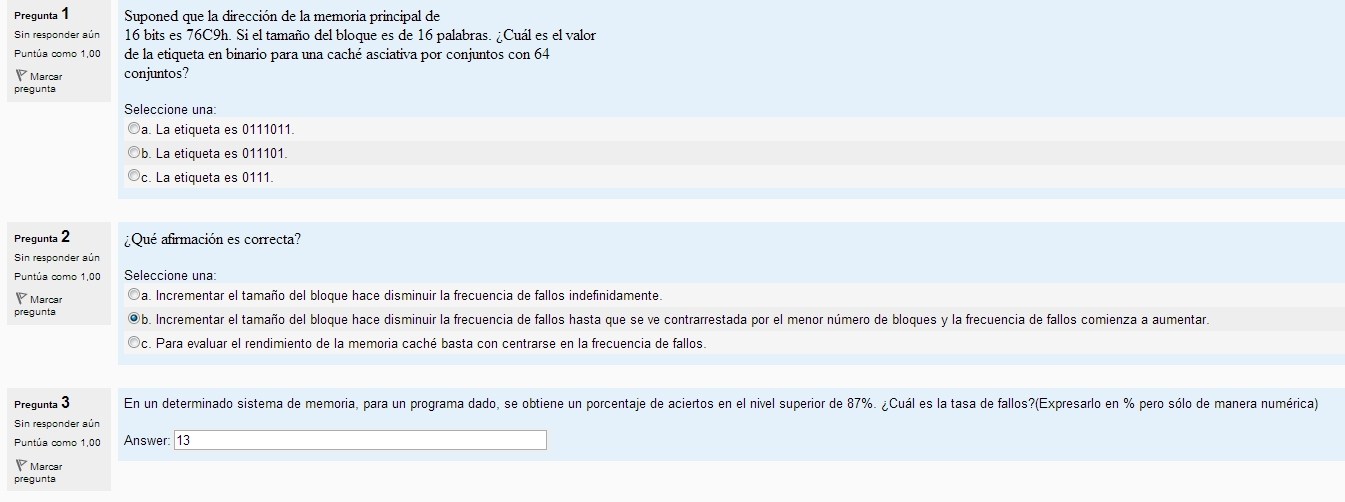 Pregunta 1
Sin responder aún
Puntúa como 1,00
Marcar
pregunta
Suponed que la dirección de la memoria principal de
16 bits es 76C9h. Si el tamaño del bloque es de 16 palabras. ¿Cuál es el valor
de la etiqueta en binario para una caché asciativa por conjuntos con 64
conjuntos?
Seleccione una:
a. La etiqueta es 0111011.
b. La etiqueta es 011101.
c. La etiqueta es 0111.
Pregunta 2
Sin responder aún
Puntúa como 1,00
Marcar
pregunta
¿Qué afirmación es correcta?
Seleccione una:
a. Incrementar el tamaño del bloque hace disminuir la frecuencia de fallos indefinidamente.
b. Incrementar el tamaño del bloque hace disminuir la frecuencia de fallos hasta que se ve contrarrestada por el menor número de bloques y la frecuencia de fallos comienza a aumentar.
c. Para evaluar el rendimiento de la memoria caché basta con centrarse en la frecuencia de fallos.
Pregunta 3
Sin responder aún
Puntúa como 1,00
Marcar
pregunta
En un determinado sistema de memoria, para un programa dado, se obtiene un porcentaje de aciertos en el nivel superior de 87%. ¿Cuál es la tasa de fallos?(Expresarlo en % pero sólo de manera numérica)
Answer: 13